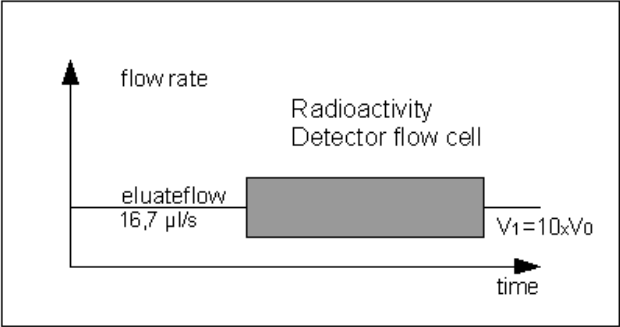 flow rate
Radioactivity
Detector flow cell
eluateflow
16,7 µl/s
V1=10xV0
time